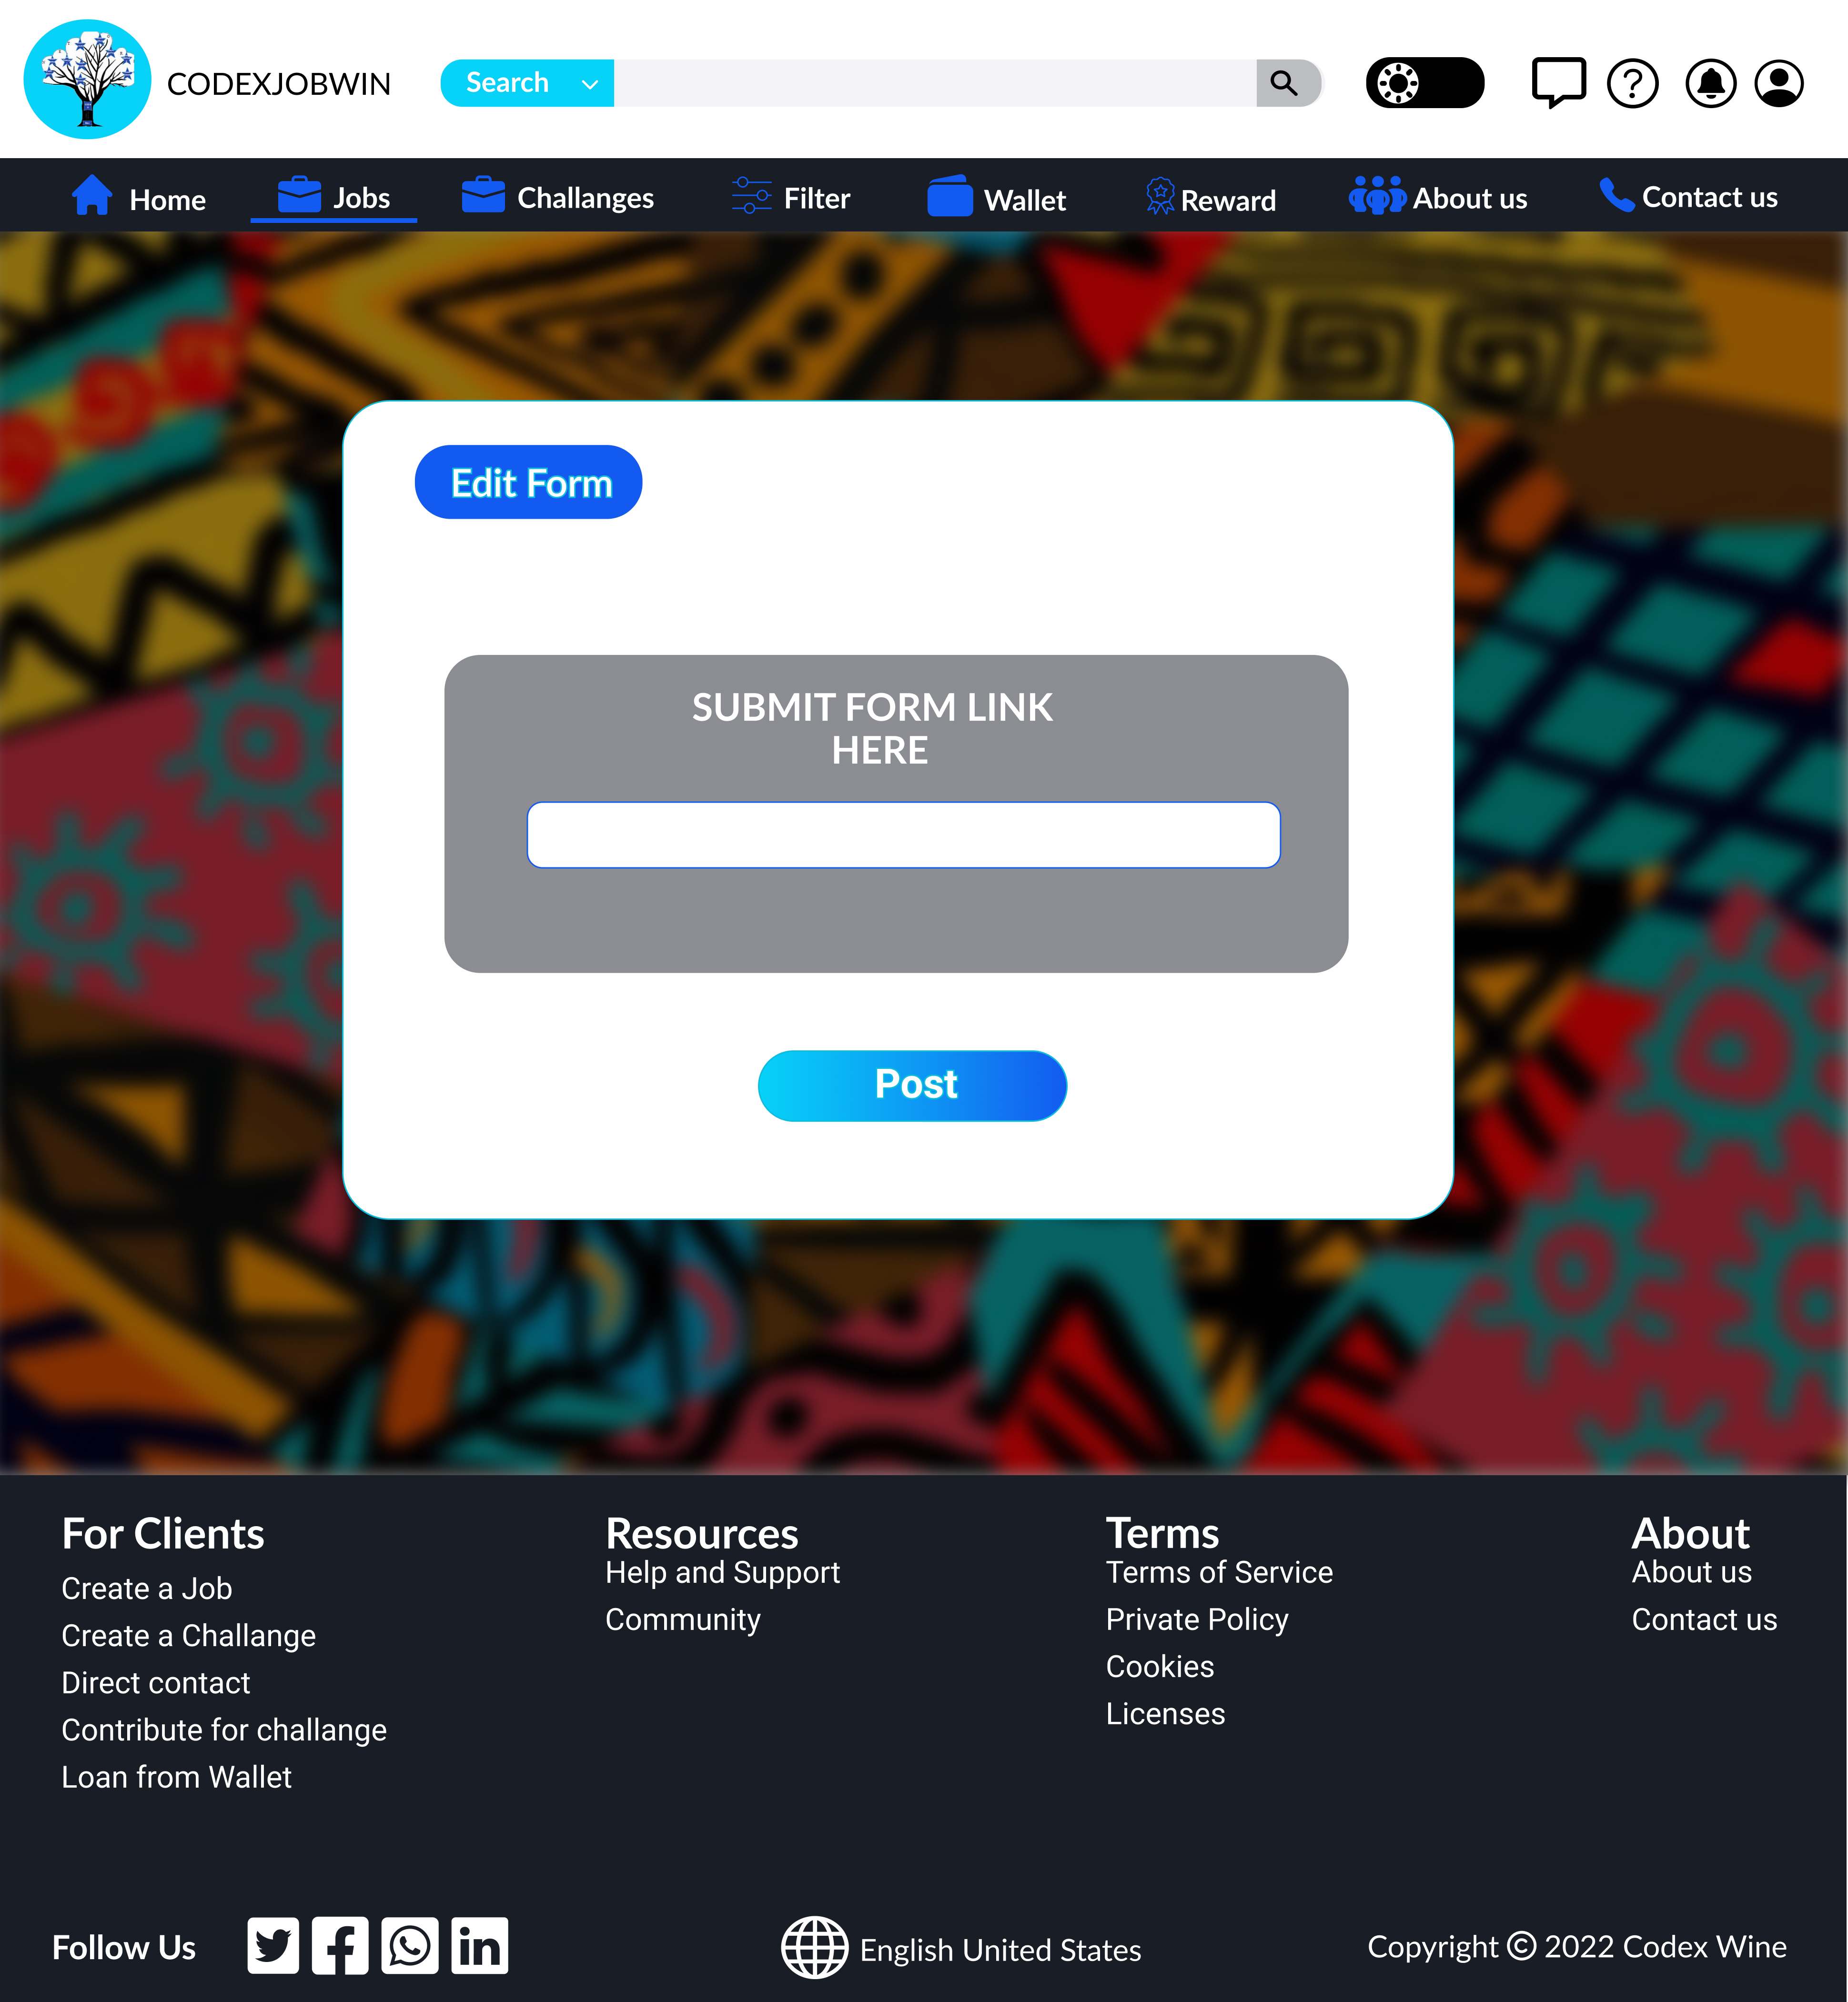 CODEXJOBWIN
Search
Home
Jobs
Challanges
Filter
Wallet
Reward
About us
Contact us
Edit Form
SUBMIT FORM LINK
HERE
Post
For Clients
Create a Job
Create a Challange
Direct contact
Contribute for challange
Loan from Wallet
Resources
Help and Support
Community
Terms
Terms of Service
Private Policy
Cookies
Licenses
About
About us
Contact us
Follow Us
English United States
Copyright © 2022 Codex Wine